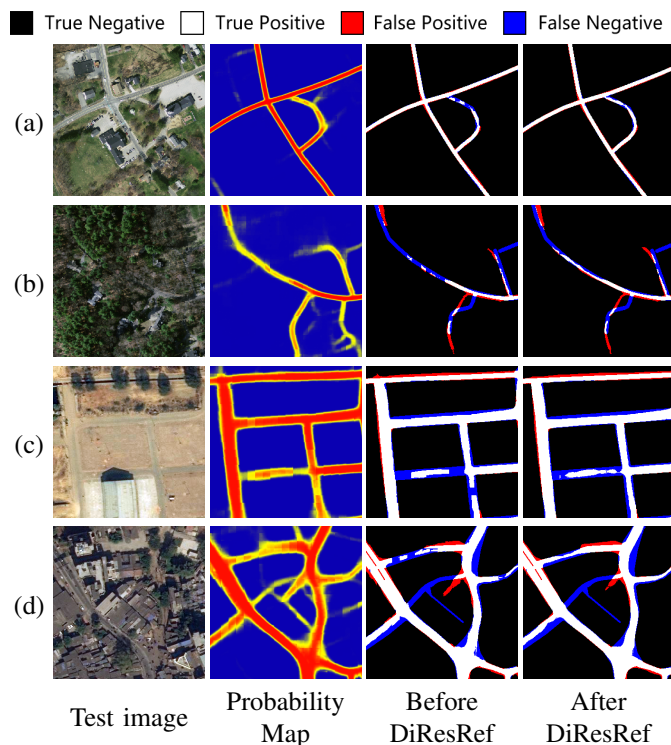 True Negative True Positive False Positive False Negative
(a)
(b)
(c)
(d)
Test image
Probability
Map
Before
DiResRef
After
DiResRef